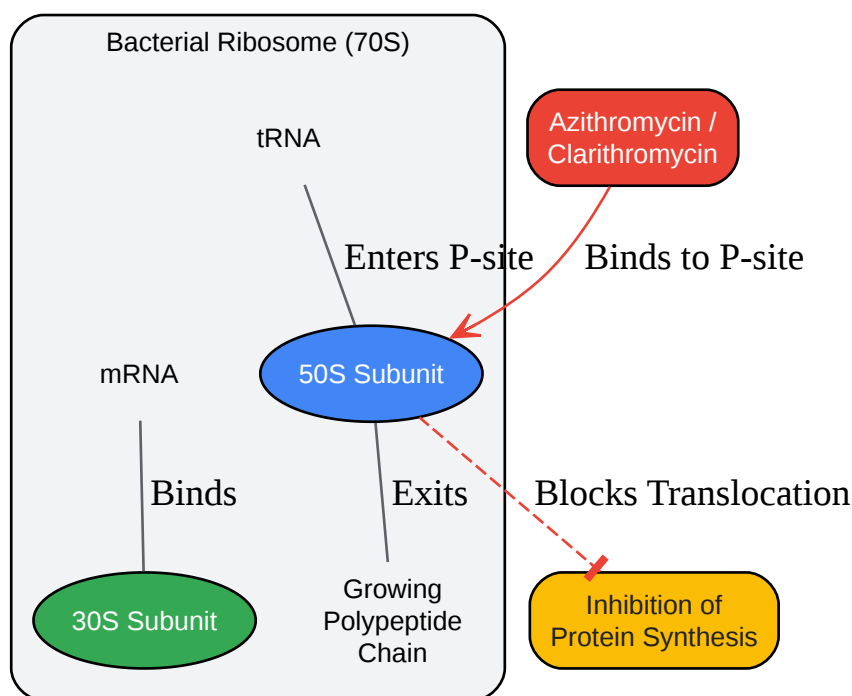 Bacterial Ribosome (70S)
tRNA
Azithromycin /
Clarithromycin
Enters P-site
Binds to P-site
mRNA
50S Subunit
Binds
Exits
Blocks Translocation
30S Subunit
Growing
Polypeptide
Chain
Inhibition of
Protein Synthesis